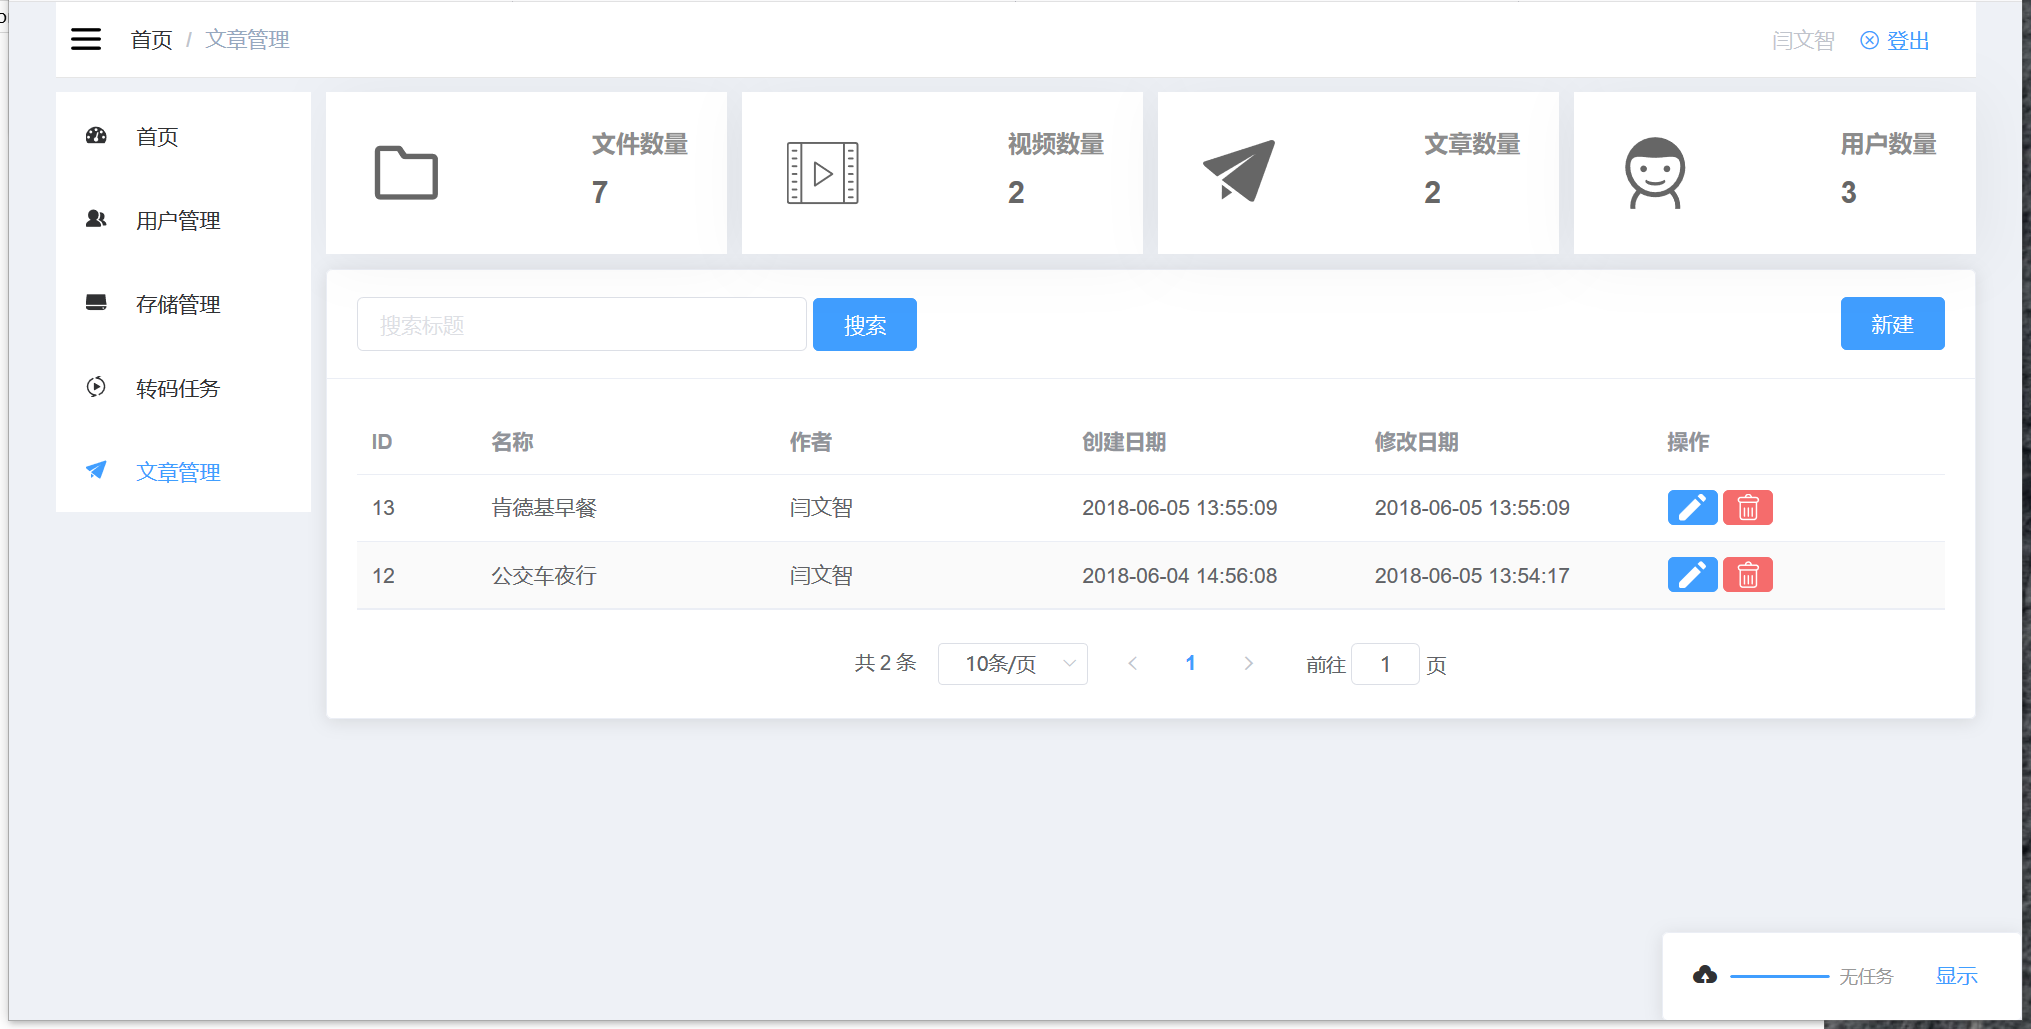 首页 / 文章管理
闫文智 登出
首页
用户管理
存储管理
转码任务
文章管理
文件数量
7
视频数量
2
文章数量
2
用户数量
3
搜索标题 搜索 新建
ID 名称 作者 创建日期 修改日期 操作
13 肯德基早餐 闫文智 2018-06-05 13:55:09 2018-06-05 13:55:09
12 公交车夜行 闫文智 2018-06-04 14:56:08 2018-06-05 13:54:17
共 2 条 10条/页 1 前往 1 页
无任务 显示